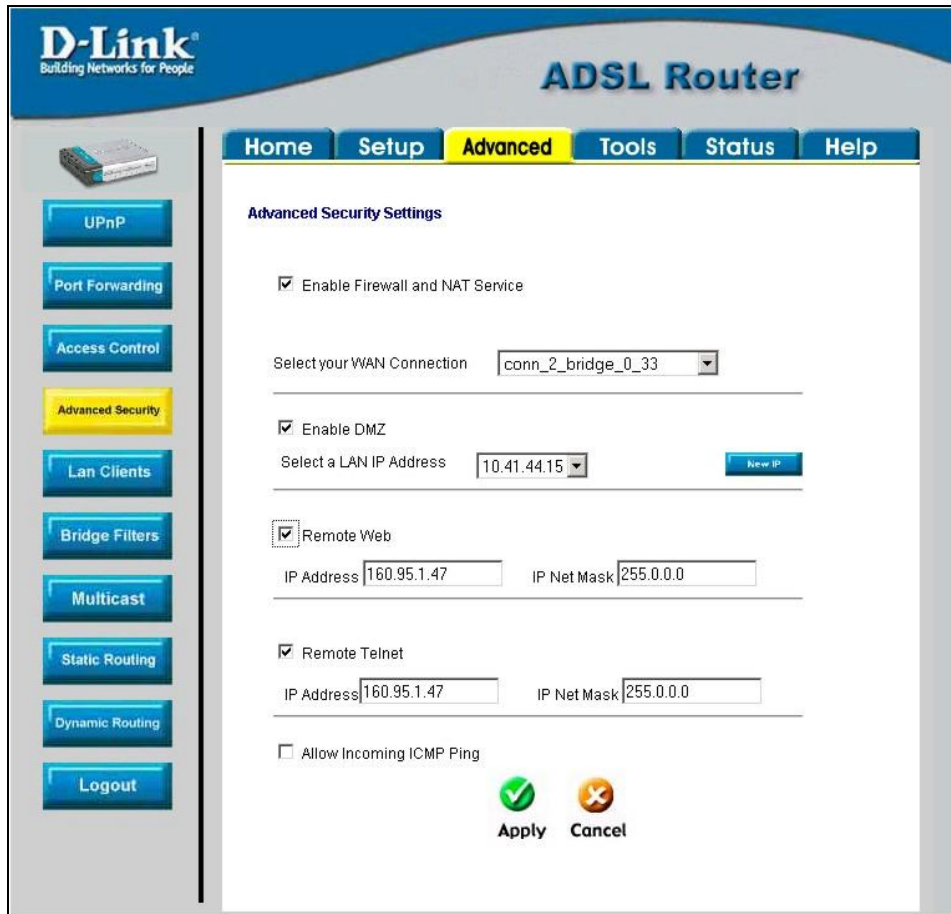 D-Link®
Building Networks for People
ADSL Router
Home Setup Advanced Tools Status Help
UPnP
Port Forwarding
Access Control
Advanced Security
Lan Clients
Bridge Filters
Multicast
Static Routing
Dynamic Routing
Logout
Advanced Security Settings
Enable Firewall and NAT Service
Select your WAN Connection conn_2_bridge_0_33
Enable DMZ
Select a LAN IP Address 10.41.44.15 New IP
Remote Web
IP Address 160.95.1.47 IP Net Mask 255.0.0.0
Remote Telnet
IP Address 160.95.1.47 IP Net Mask 255.0.0.0
Allow Incoming ICMP Ping
Apply Cancel